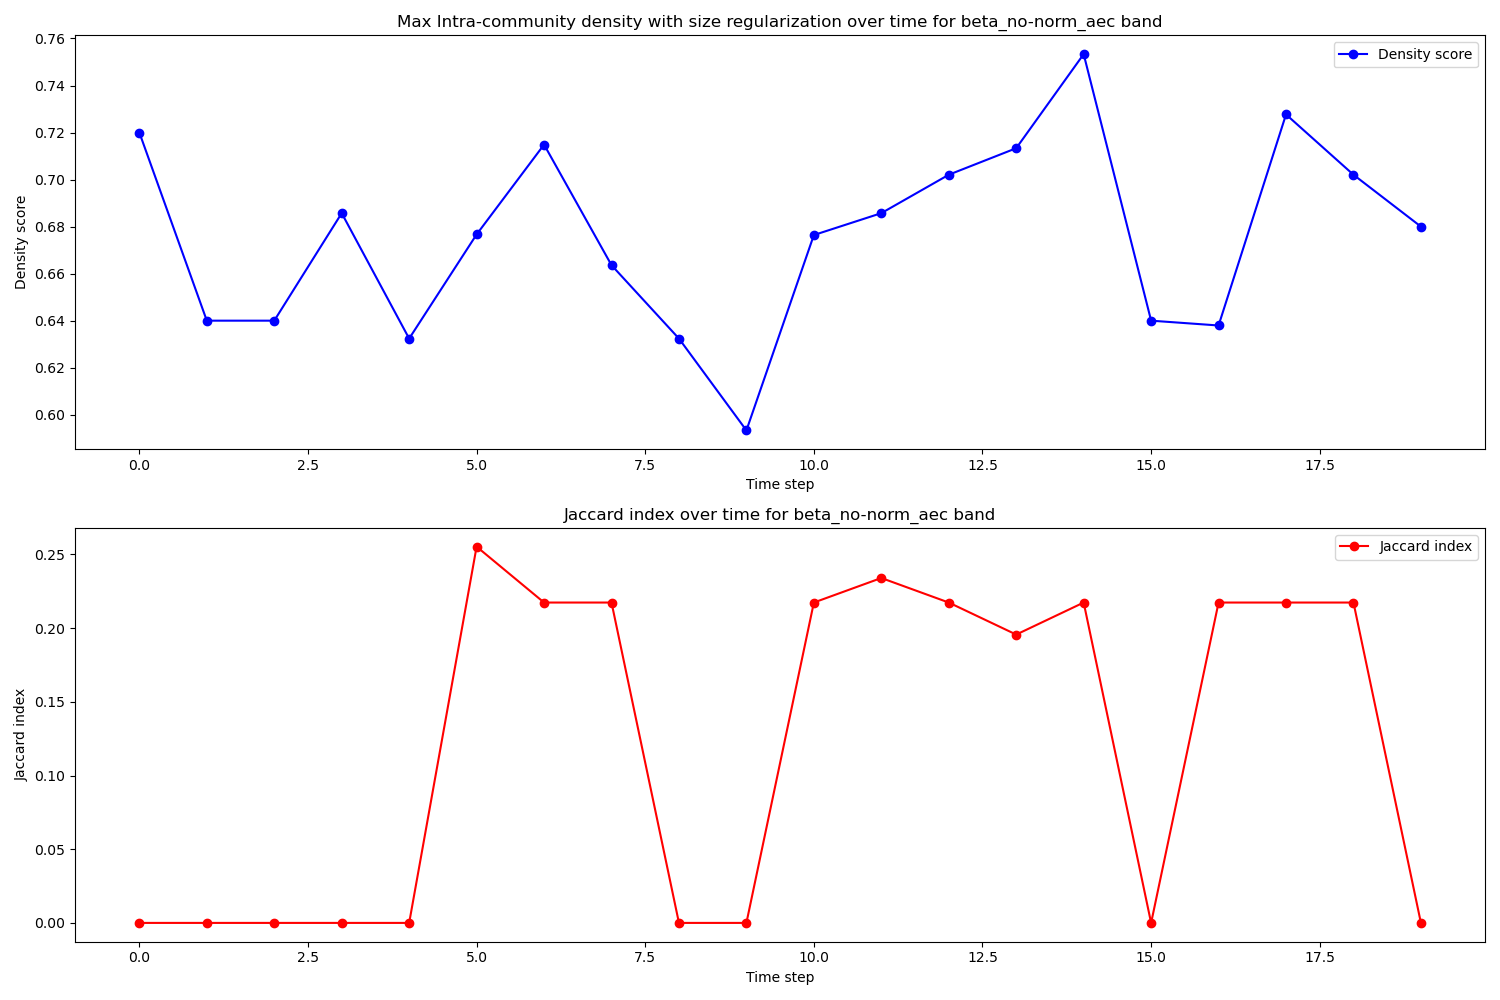 Max Intra-community density with size regularization over time for beta_no-norm_aec band
Density score
0.76
0.74
0.72
0.70
0.68
0.66
0.64
0.62
0.60
Density score
0.0 2.5 5.0 7.5 10.0 12.5 15.0 17.5
Time step
Jaccard index over time for beta_no-norm_aec band
Jaccard index
0.25
0.20
0.15
0.10
0.05
0.00
Jaccard index
0.0 2.5 5.0 7.5 10.0 12.5 15.0 17.5
Time step